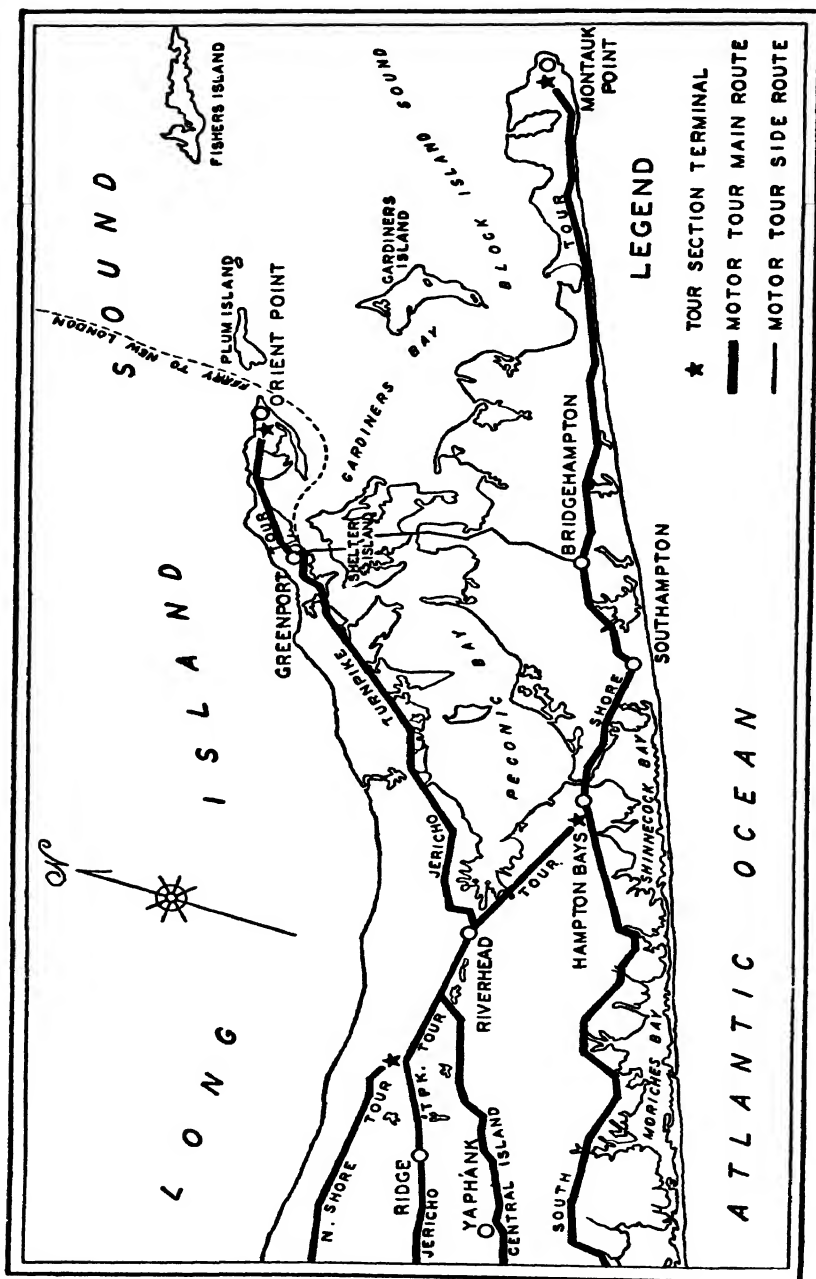 FISHERS ISLAND
LONG ISLAND SOUND
FERRY TO NEW LONDON
PLUM ISLAND
ORIENT POINT
GARDINERS
ISLAND
BLOCK ISLAND SOUND
GARDINERS BAY
MONTAUK
POINT
TOUR
GREENPORT
SHELTER
ISLAND
TURNPIKE
JERICHO
PECONIC BAY
N
N. SHORE TOUR
RIDGE
JERICHO TPK. TOUR
YAPHANK
CENTRAL ISLAND
RIVERHEAD
TOUR
HAMPTON BAYS
BRIDGEHAMPTON
SOUTHAMPTON
SOUTH SHORE TOUR
MORICHES BAY
SHINNECOCK BAY
ATLANTIC OCEAN
LEGEND
TOUR SECTION TERMINAL
MOTOR TOUR MAIN ROUTE
MOTOR TOUR SIDE ROUTE